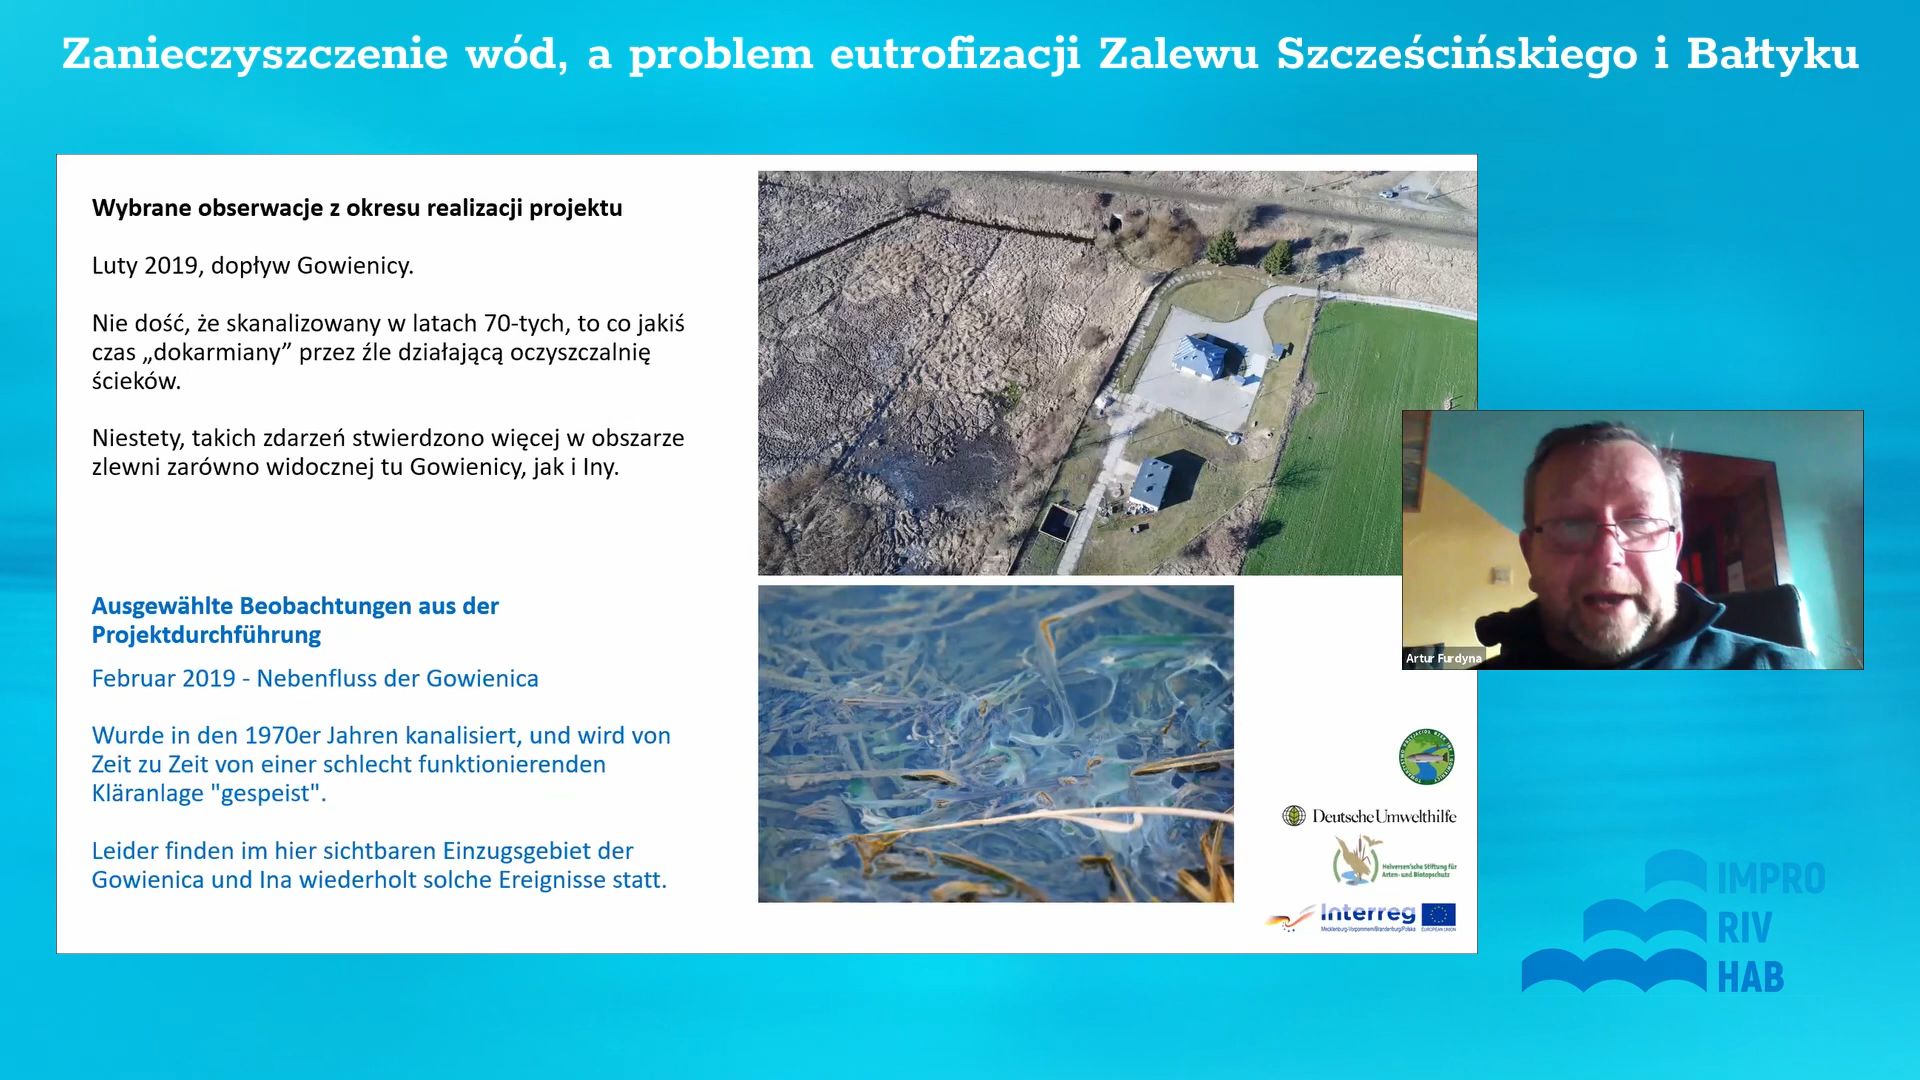 Zanieczyszczenie wód, a problem eutrofizacji Zalewu Szcześcińskiego i Bałtyku
Wybrane obserwacje z okresu realizacji projektu
Luty 2019, dopływ Gowienicy.
Nie dość, że skanalizowany w latach 70-tych, to co jakiś
czas „dokarmiany” przez źle działającą oczyszczalnię
ścieków.
Niestety, takich zdarzeń stwierdzono więcej w obszarze
zlewni zarówno widocznej tu Gowienicy, jak i Iny.
Ausgewählte Beobachtungen aus der
Projektdurchführung
Februar 2019 - Nebenfluss der Gowienica
Wurde in den 1970er Jahren kanalisiert, und wird von
Zeit zu Zeit von einer schlecht funktionierenden
Kläranlage "gespeist".
Leider finden im hier sichtbaren Einzugsgebiet der
Gowienica und Ina wiederholt solche Ereignisse statt.
Artur Furdyna
Deutsche Umwelthilfe
Halversen'sche Stiftung für
Arten- und Biotopschutz
Interreg
Mecklenburg-Vorpommern/Brandenburg/Polska
EUROPEAN UNION
IMPRO
RIV
HAB